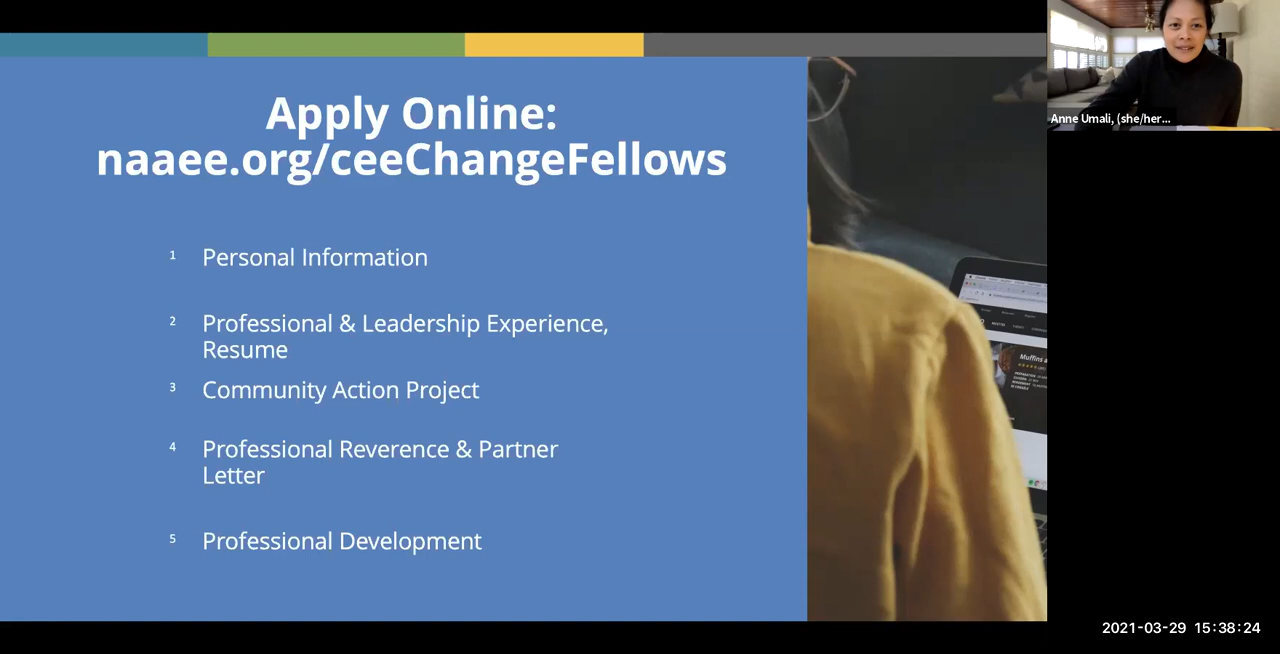 Apply Online:
naaee.org/ceeChangeFellows
1 Personal Information
2 Professional & Leadership Experience,
Resume
3 Community Action Project
4 Professional Reverence & Partner
Letter
5 Professional Development
Anne Umali, (she/her...
Muffins a
2021-03-29 15:38:24